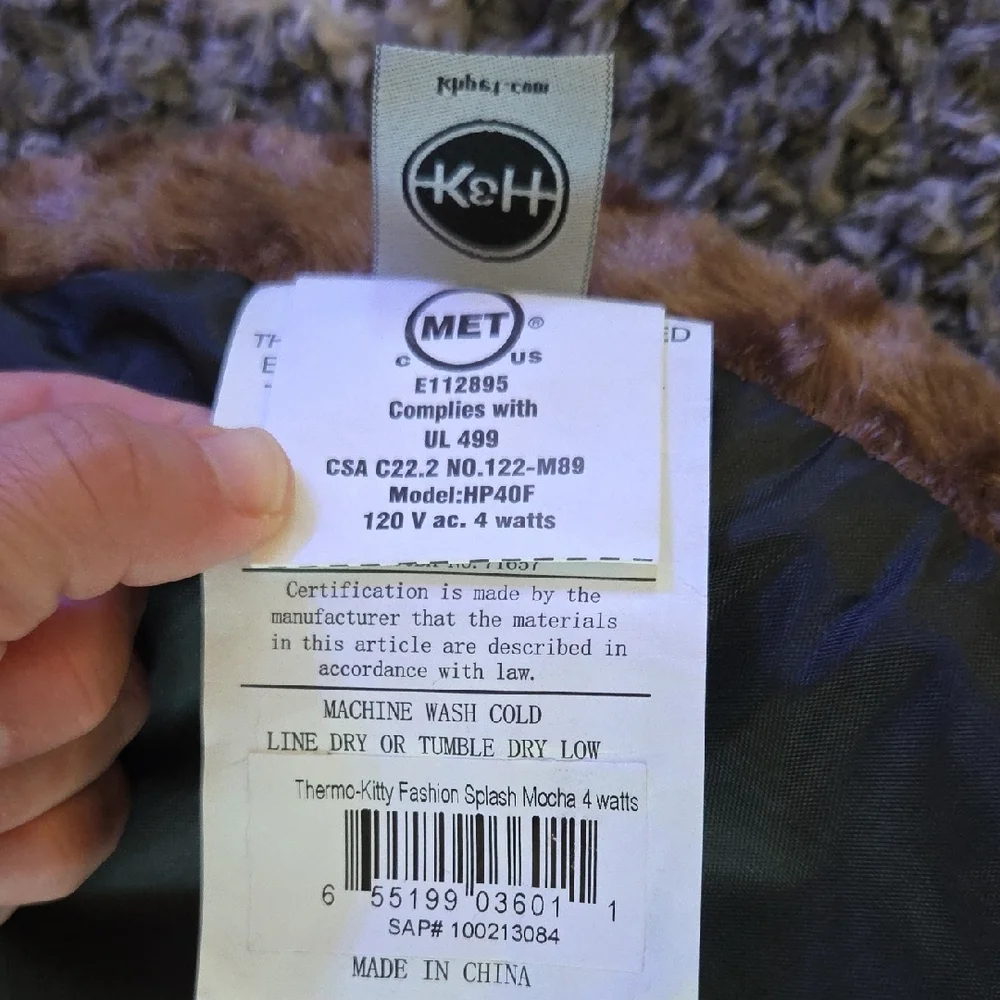 khpet.com
K&H
MET®
C US
E112895
Complies with
UL 499
CSA C22.2 NO.122-M89
Model:HP40F
120 V ac. 4 watts
Certification is made by the
manufacturer that the materials
in this article are described in
accordance with law.
MACHINE WASH COLD
LINE DRY OR TUMBLE DRY LOW
Thermo-Kitty Fashion Splash Mocha 4 watts
6 55199 03601 1
SAP# 100213084
MADE IN CHINA